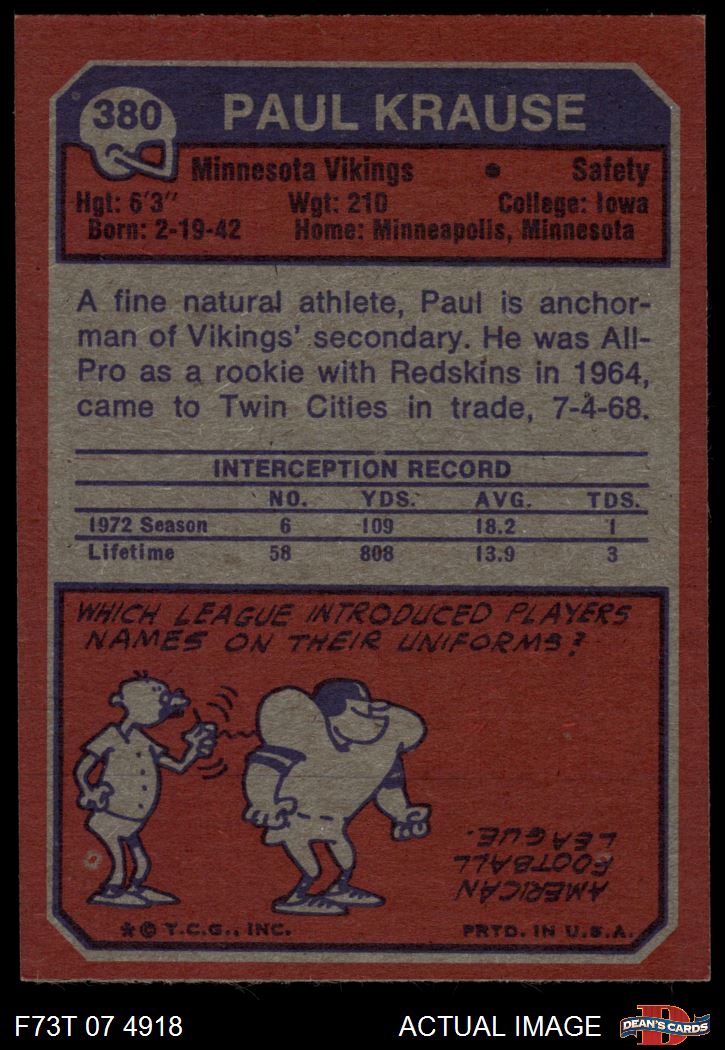 380
PAUL KRAUSE
Minnesota Vikings • Safety
Hgt: 6'3" Wgt: 210 College: Iowa
Born: 2-19-42 Home: Minneapolis, Minnesota
A fine natural athlete, Paul is anchor-
man of Vikings' secondary. He was All-
Pro as a rookie with Redskins in 1964,
came to Twin Cities in trade, 7-4-68.
INTERCEPTION RECORD
NO. YDS. AVG. TDS.
1972 Season 6 109 18.2 1
Lifetime 58 808 13.9 3
WHICH LEAGUE INTRODUCED PLAYERS
NAMES ON THEIR UNIFORMS?
AMERICAN
FOOTBALL
LEAGUE.
* © T.C.G., INC. PRTD. IN U.S.A.
F73T 07 4918 ACTUAL IMAGE
D
DEAN'S CARDS